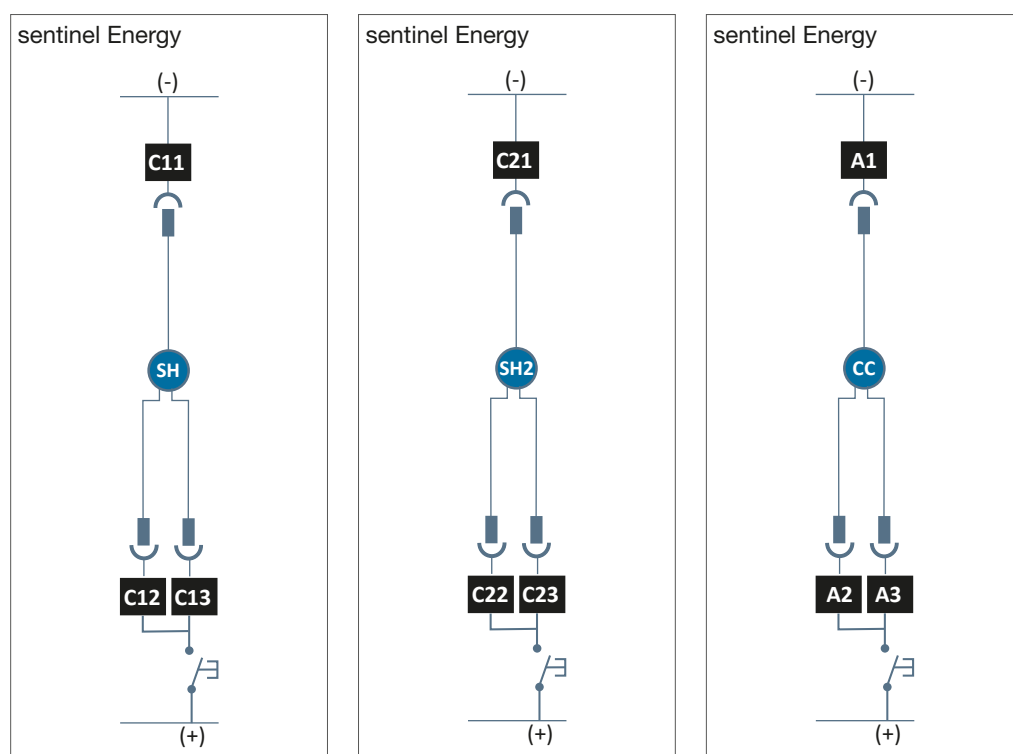 sentinel Energy
(-)
C11
SH
C12 C13
(+)
sentinel Energy
(-)
C21
SH2
C22 C23
(+)
sentinel Energy
(-)
A1
CC
A2 A3
(+)